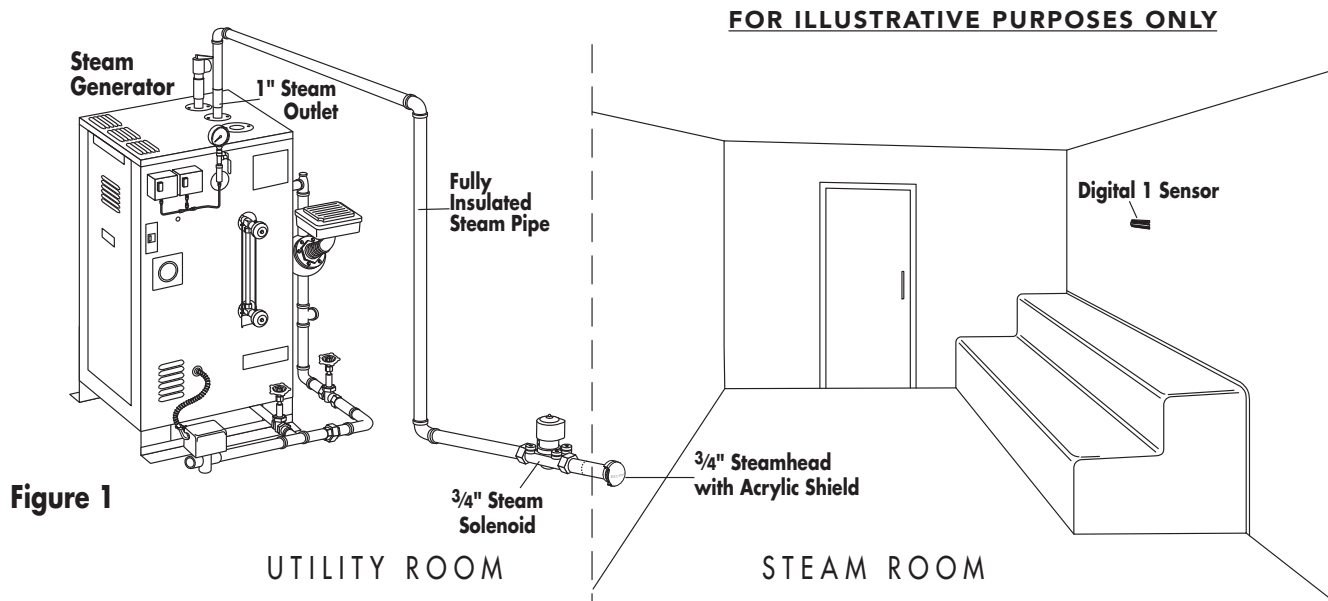 FOR ILLUSTRATIVE PURPOSES ONLY
Steam
Generator
1" Steam
Outlet
Fully
Insulated
Steam Pipe
Digital 1 Sensor
3/4" Steamhead
with Acrylic Shield
3/4" Steam
Solenoid
Figure 1
UTILITY ROOM
STEAM ROOM